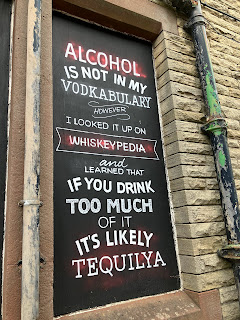 ALCOHOL
IS NOT IN MY
VODKABULARY
HOWEVER
I LOOKED IT UP ON
WHISKEYPEDIA
and
LEARNED THAT
IF YOU DRINK
TOO MUCH
OF IT
IT'S LIKELY
TEQUILYA